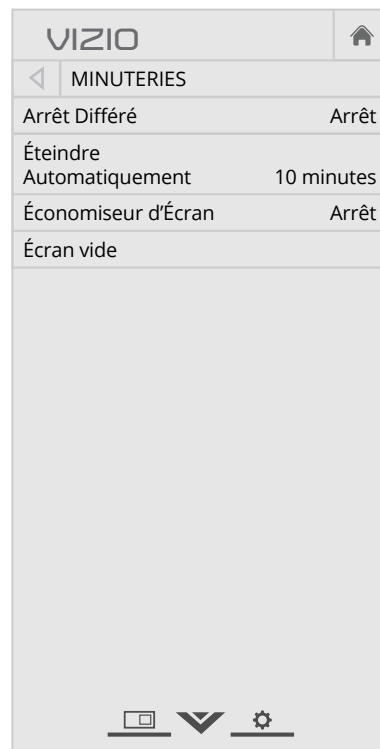 VIZIO
MINUTERIES
Arrêt Différé Arrêt
Éteindre
Automatiquement 10 minutes
Économiseur d’Écran Arrêt
Écran vide